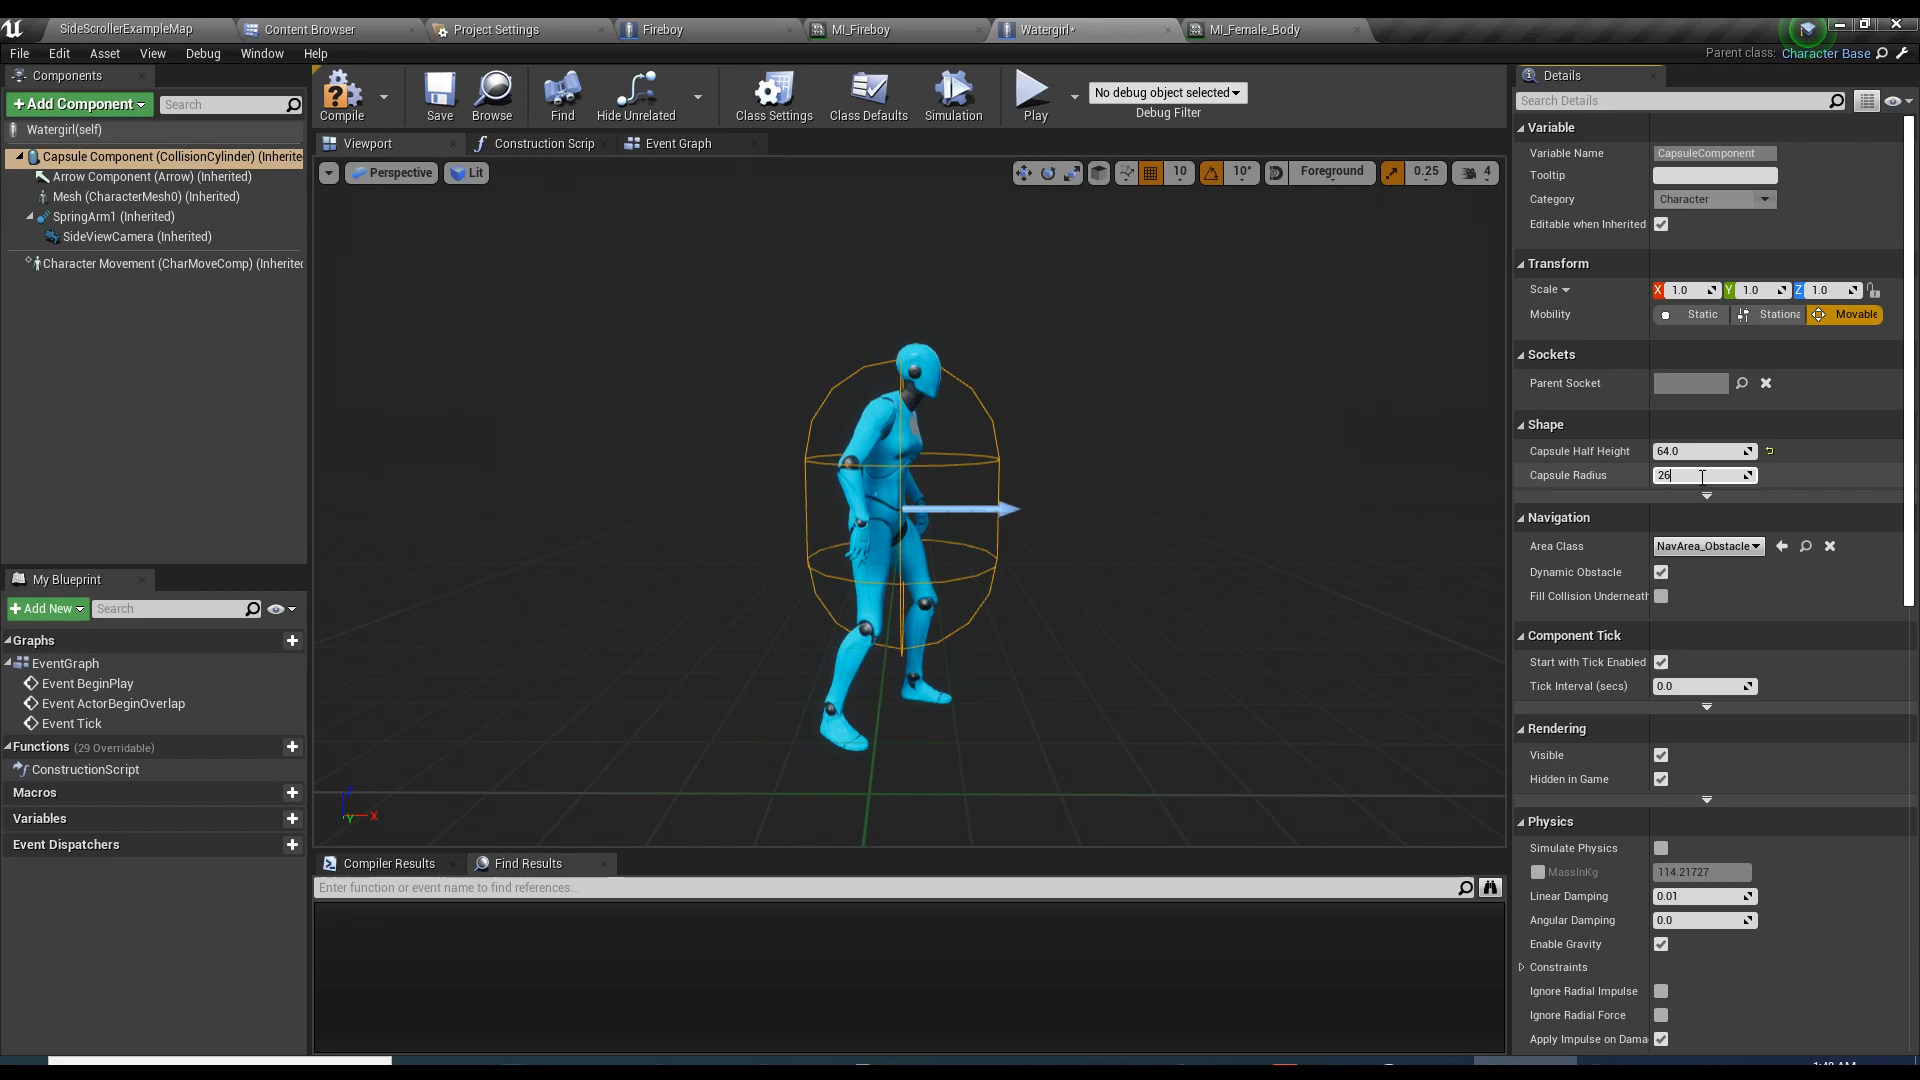 SideScrollerExampleMap
Content Browser
Project Settings
Fireboy
MI_Fireboy
Watergirl*
MI_Female_Body
File Edit Asset View Debug Window Help
Parent class: Character Base
Components
+Add Component
Search
Watergirl(self)
Capsule Component (CollisionCylinder) (Inherite
Arrow Component (Arrow) (Inherited)
Mesh (CharacterMesh0) (Inherited)
SpringArm1 (Inherited)
SideViewCamera (Inherited)
Character Movement (CharMoveComp) (Inherited
Compile
Save
Browse
Find
Hide Unrelated
Class Settings
Class Defaults
Simulation
Play
No debug object selected
Debug Filter
Viewport
Construction Scrip
Event Graph
Perspective
Lit
10
10°
Foreground
0.25
4
X
Y
My Blueprint
+Add New
Search
Graphs
EventGraph
Event BeginPlay
Event ActorBeginOverlap
Event Tick
Functions (29 Overridable)
ConstructionScript
Macros
Variables
Event Dispatchers
Compiler Results
Find Results
Enter function or event name to find references...
Details
Search Details
Variable
Variable Name CapsuleComponent
Tooltip
Category Character
Editable when Inherited
Transform
Scale X 1.0 Y 1.0 Z 1.0
Mobility Static Stationa Movable
Sockets
Parent Socket
Shape
Capsule Half Height 64.0
Capsule Radius 26
Navigation
Area Class NavArea_Obstacle
Dynamic Obstacle
Fill Collision Underneath
Component Tick
Start with Tick Enabled
Tick Interval (secs) 0.0
Rendering
Visible
Hidden in Game
Physics
Simulate Physics
MassInKg 114.21727
Linear Damping 0.01
Angular Damping 0.0
Enable Gravity
Constraints
Ignore Radial Impulse
Ignore Radial Force
Apply Impulse on Dama